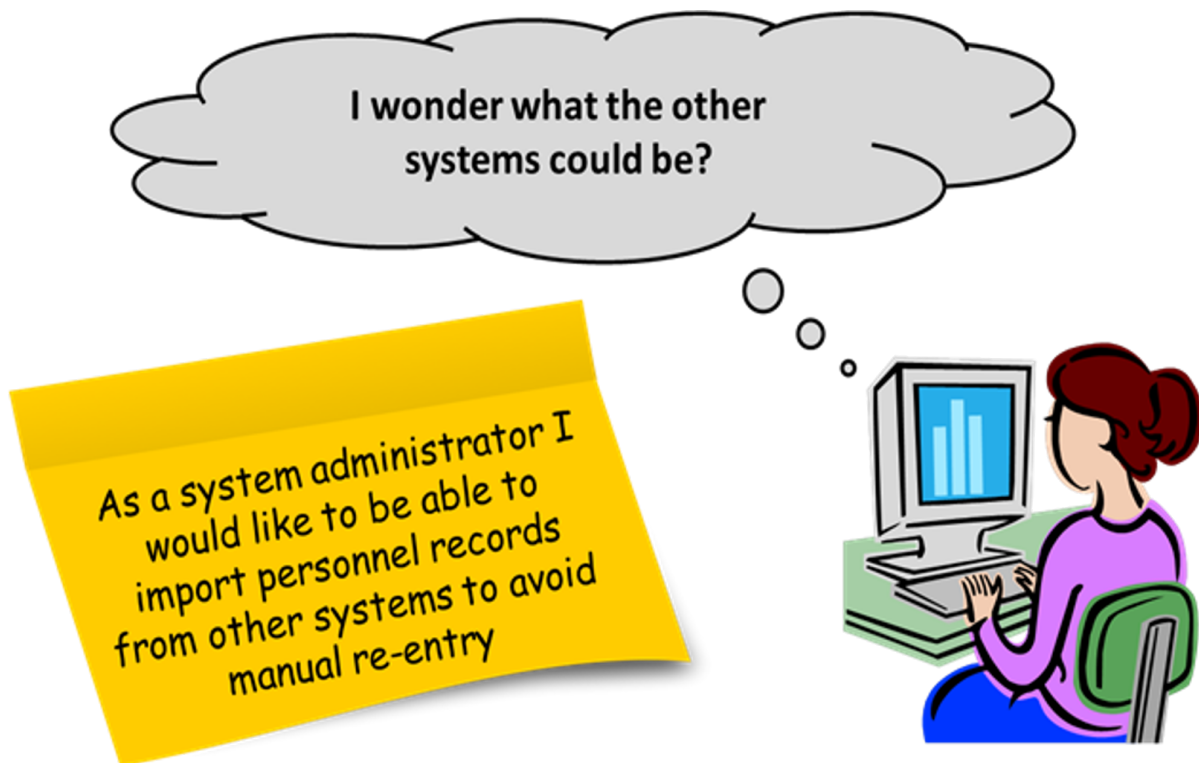 I wonder what the other
systems could be?
As a system administrator I
would like to be able to
import personnel records
from other systems to avoid
manual re-entry